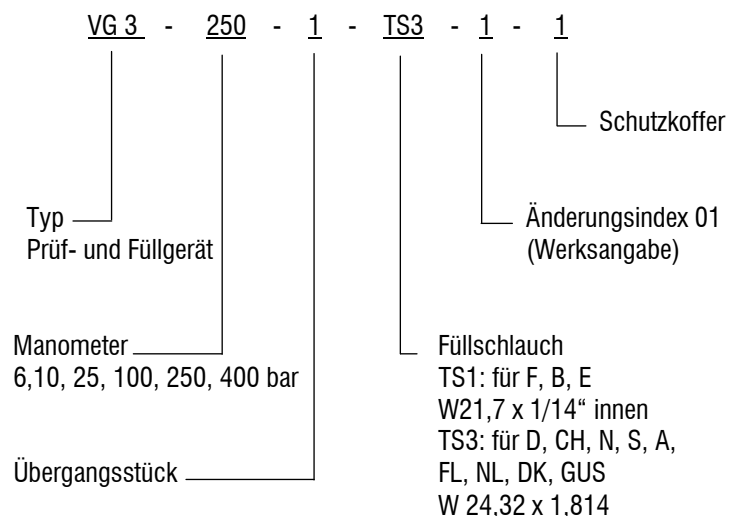 VG 3 - 250 - 1 - TS3 - 1 - 1
Schutzkoffer
Typ
Prüf- und Füllgerät
Änderungsindex 01
(Werksangabe)
Manometer
6,10, 25, 100, 250, 400 bar
Füllschlauch
TS1: für F, B, E
W21,7 x 1/14“ innen
TS3: für D, CH, N, S, A,
FL, NL, DK, GUS
W 24,32 x 1,814
Übergangsstück